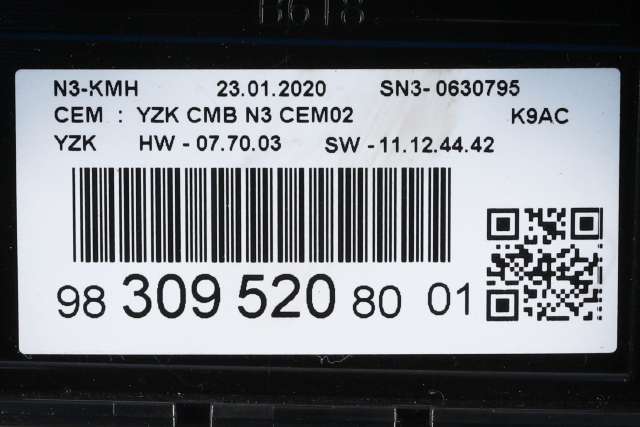 B618
N3-KMH 23.01.2020 SN3- 0630795
CEM : YZK CMB N3 CEM02 K9AC
YZK HW - 07.70.03 SW - 11.12.44.42
98 309 520 80 01